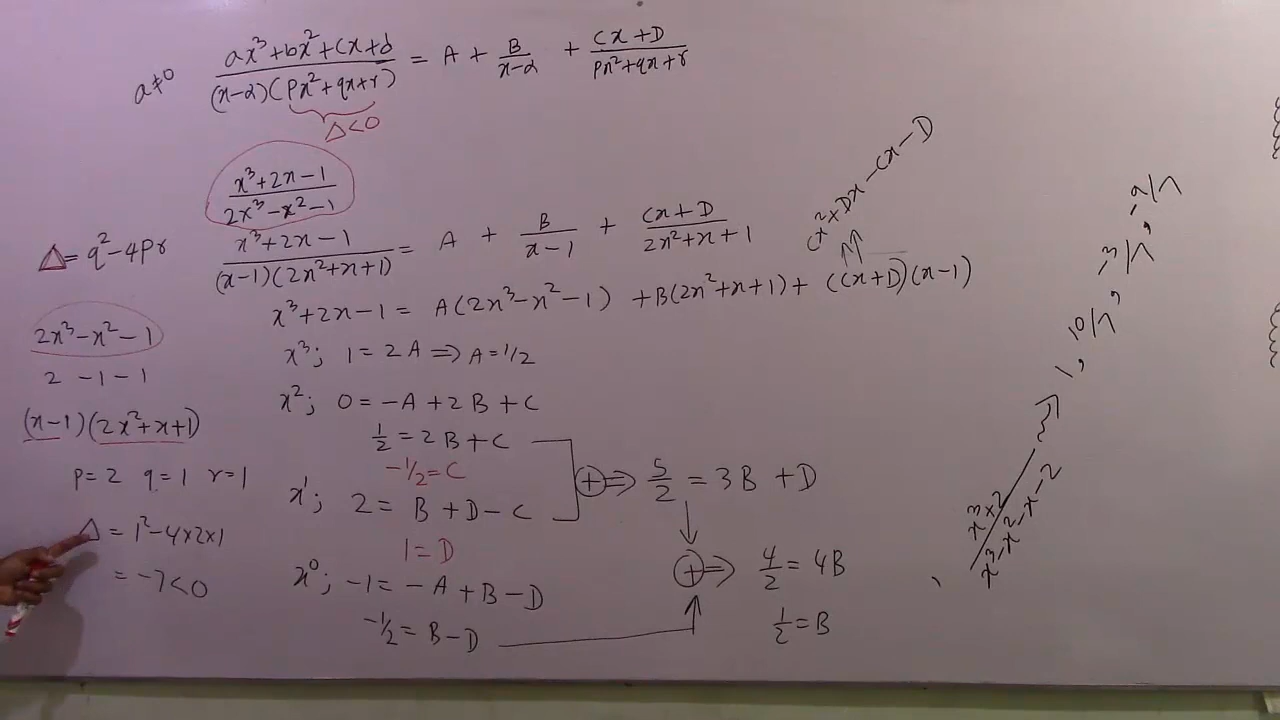 a≠0 (ax³+bx²+cx+d)/((x-α)(px²+qx+r)) = A + B/(x-α) + (Cx+D)/(px²+qx+r)
Δ<0
(x³+2x-1)/(2x³-x²-1)
(x³+2x-1)/((x-1)(2x²+x+1)) = A + B/(x-1) + (Cx+D)/(2x²+x+1)
x³+2x-1 = A(2x³-x²-1) + B(2x²+x+1) + (Cx+D)(x-1)
x³; 1 = 2A ⇒ A = 1/2
x²; 0 = -A + 2B + C
1/2 = 2B + C
-1/2 = C
x¹; 2 = B + D - C
⊕ ⇒ 5/2 = 3B + D
1 = D
x⁰; -1 = -A + B - D
-1/2 = B - D
⊕ ⇒ 4/2 = 4B
1/2 = B
Δ = q²-4pr
2x³-x²-1
2 -1 -1
(x-1)(2x²+x+1)
p=2 q=1 r=1
Δ = 1²-4×2×1
= -7<0